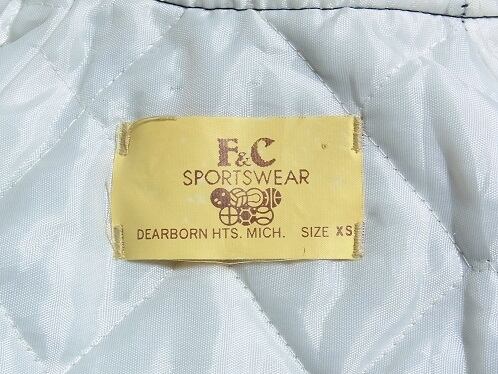 F&C
SPORTSWEAR
DEARBORN HTS. MICH. SIZE XS